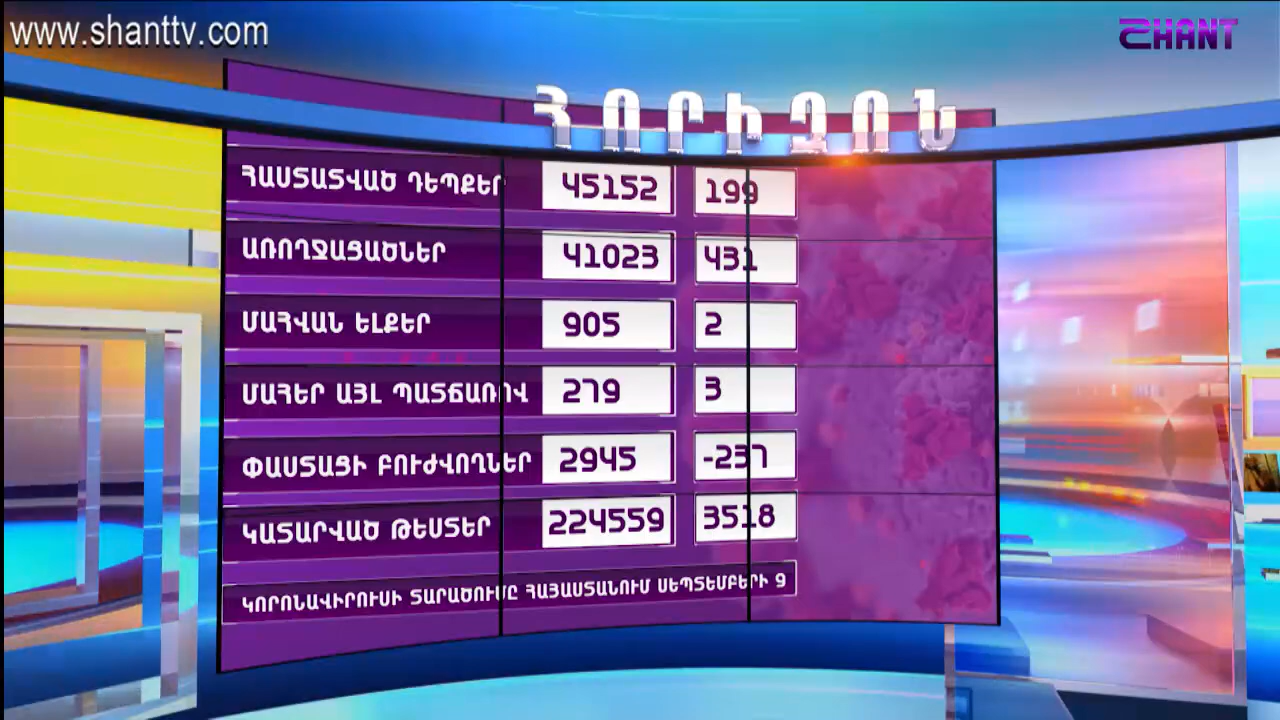 www.shanttv.com
SHANT
ՀՈՐԻԶՈՆ
ՀԱՍՏԱՏՎԱԾ ԴԵՊՔԵՐ 45152 199
ԱՌՈՂՋԱՑԱԾՆԵՐ 41023 431
ՄԱՀՎԱՆ ԵԼՔԵՐ 905 2
ՄԱՀԵՐ ԱՅԼ ՊԱՏՃԱՌՈՎ 279 3
ՓԱՍՏԱՑԻ ԲՈՒԺՎՈՂՆԵՐ 2945 -237
ԿԱՏԱՐՎԱԾ ԹԵՍՏԵՐ 224559 3518
ԿՈՐՈՆԱՎԻՐՈՒՍԻ ՏԱՐԱԾՈՒՄԸ ՀԱՅԱՍՏԱՆՈՒՄ ՍԵՊՏԵՄԲԵՐԻ 9